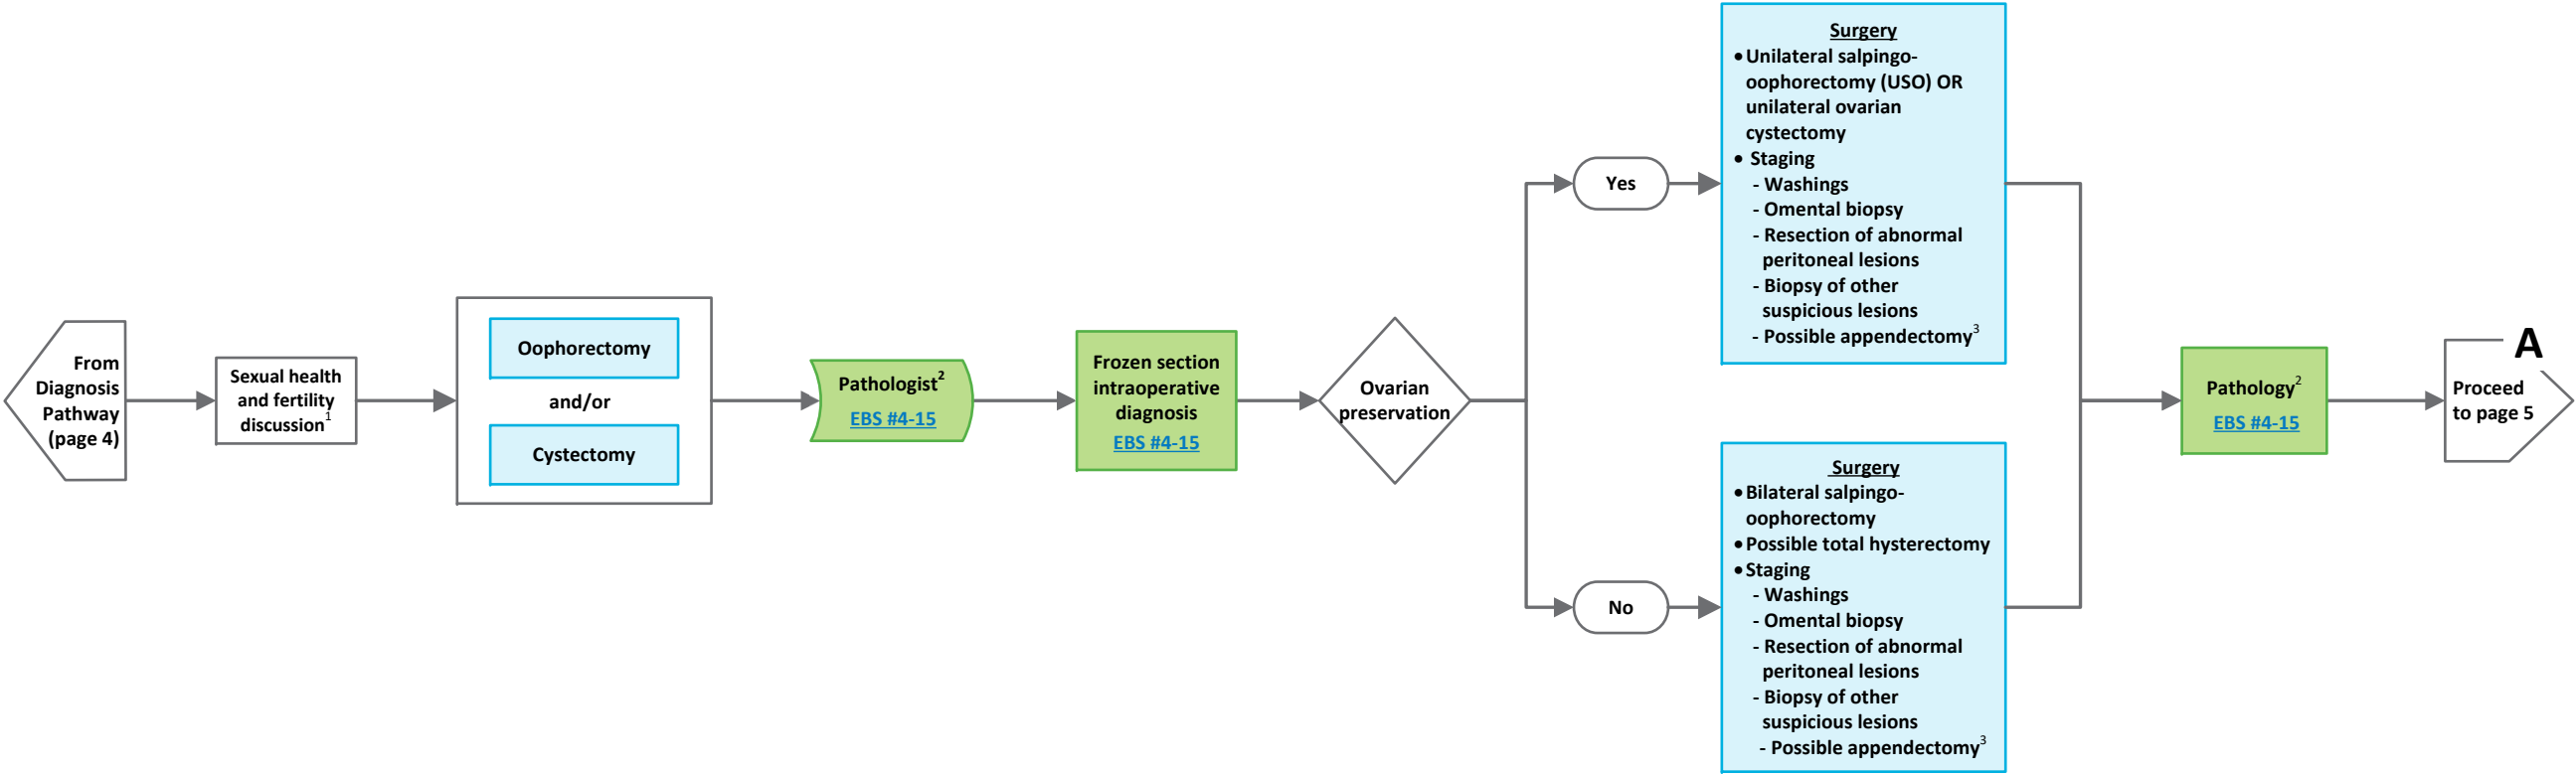 From
Diagnosis
Pathway
(page 4)
Sexual health
and fertility
discussion1
Oophorectomy
and/or
Cystectomy
Pathologist2
EBS #4-15
Frozen section
intraoperative
diagnosis
EBS #4-15
Ovarian
preservation
Yes
Surgery
•Unilateral salpingo-
oophorectomy (USO) OR
unilateral ovarian
cystectomy
• Staging
- Washings
- Omental biopsy
- Resection of abnormal
peritoneal lesions
- Biopsy of other
suspicious lesions
- Possible appendectomy3
No
Surgery
•Bilateral salpingo-
oophorectomy
•Possible total hysterectomy
•Staging
- Washings
- Omental biopsy
- Resection of abnormal
peritoneal lesions
- Biopsy of other
suspicious lesions
- Possible appendectomy3
Pathology2
EBS #4-15
A
Proceed
to page 5